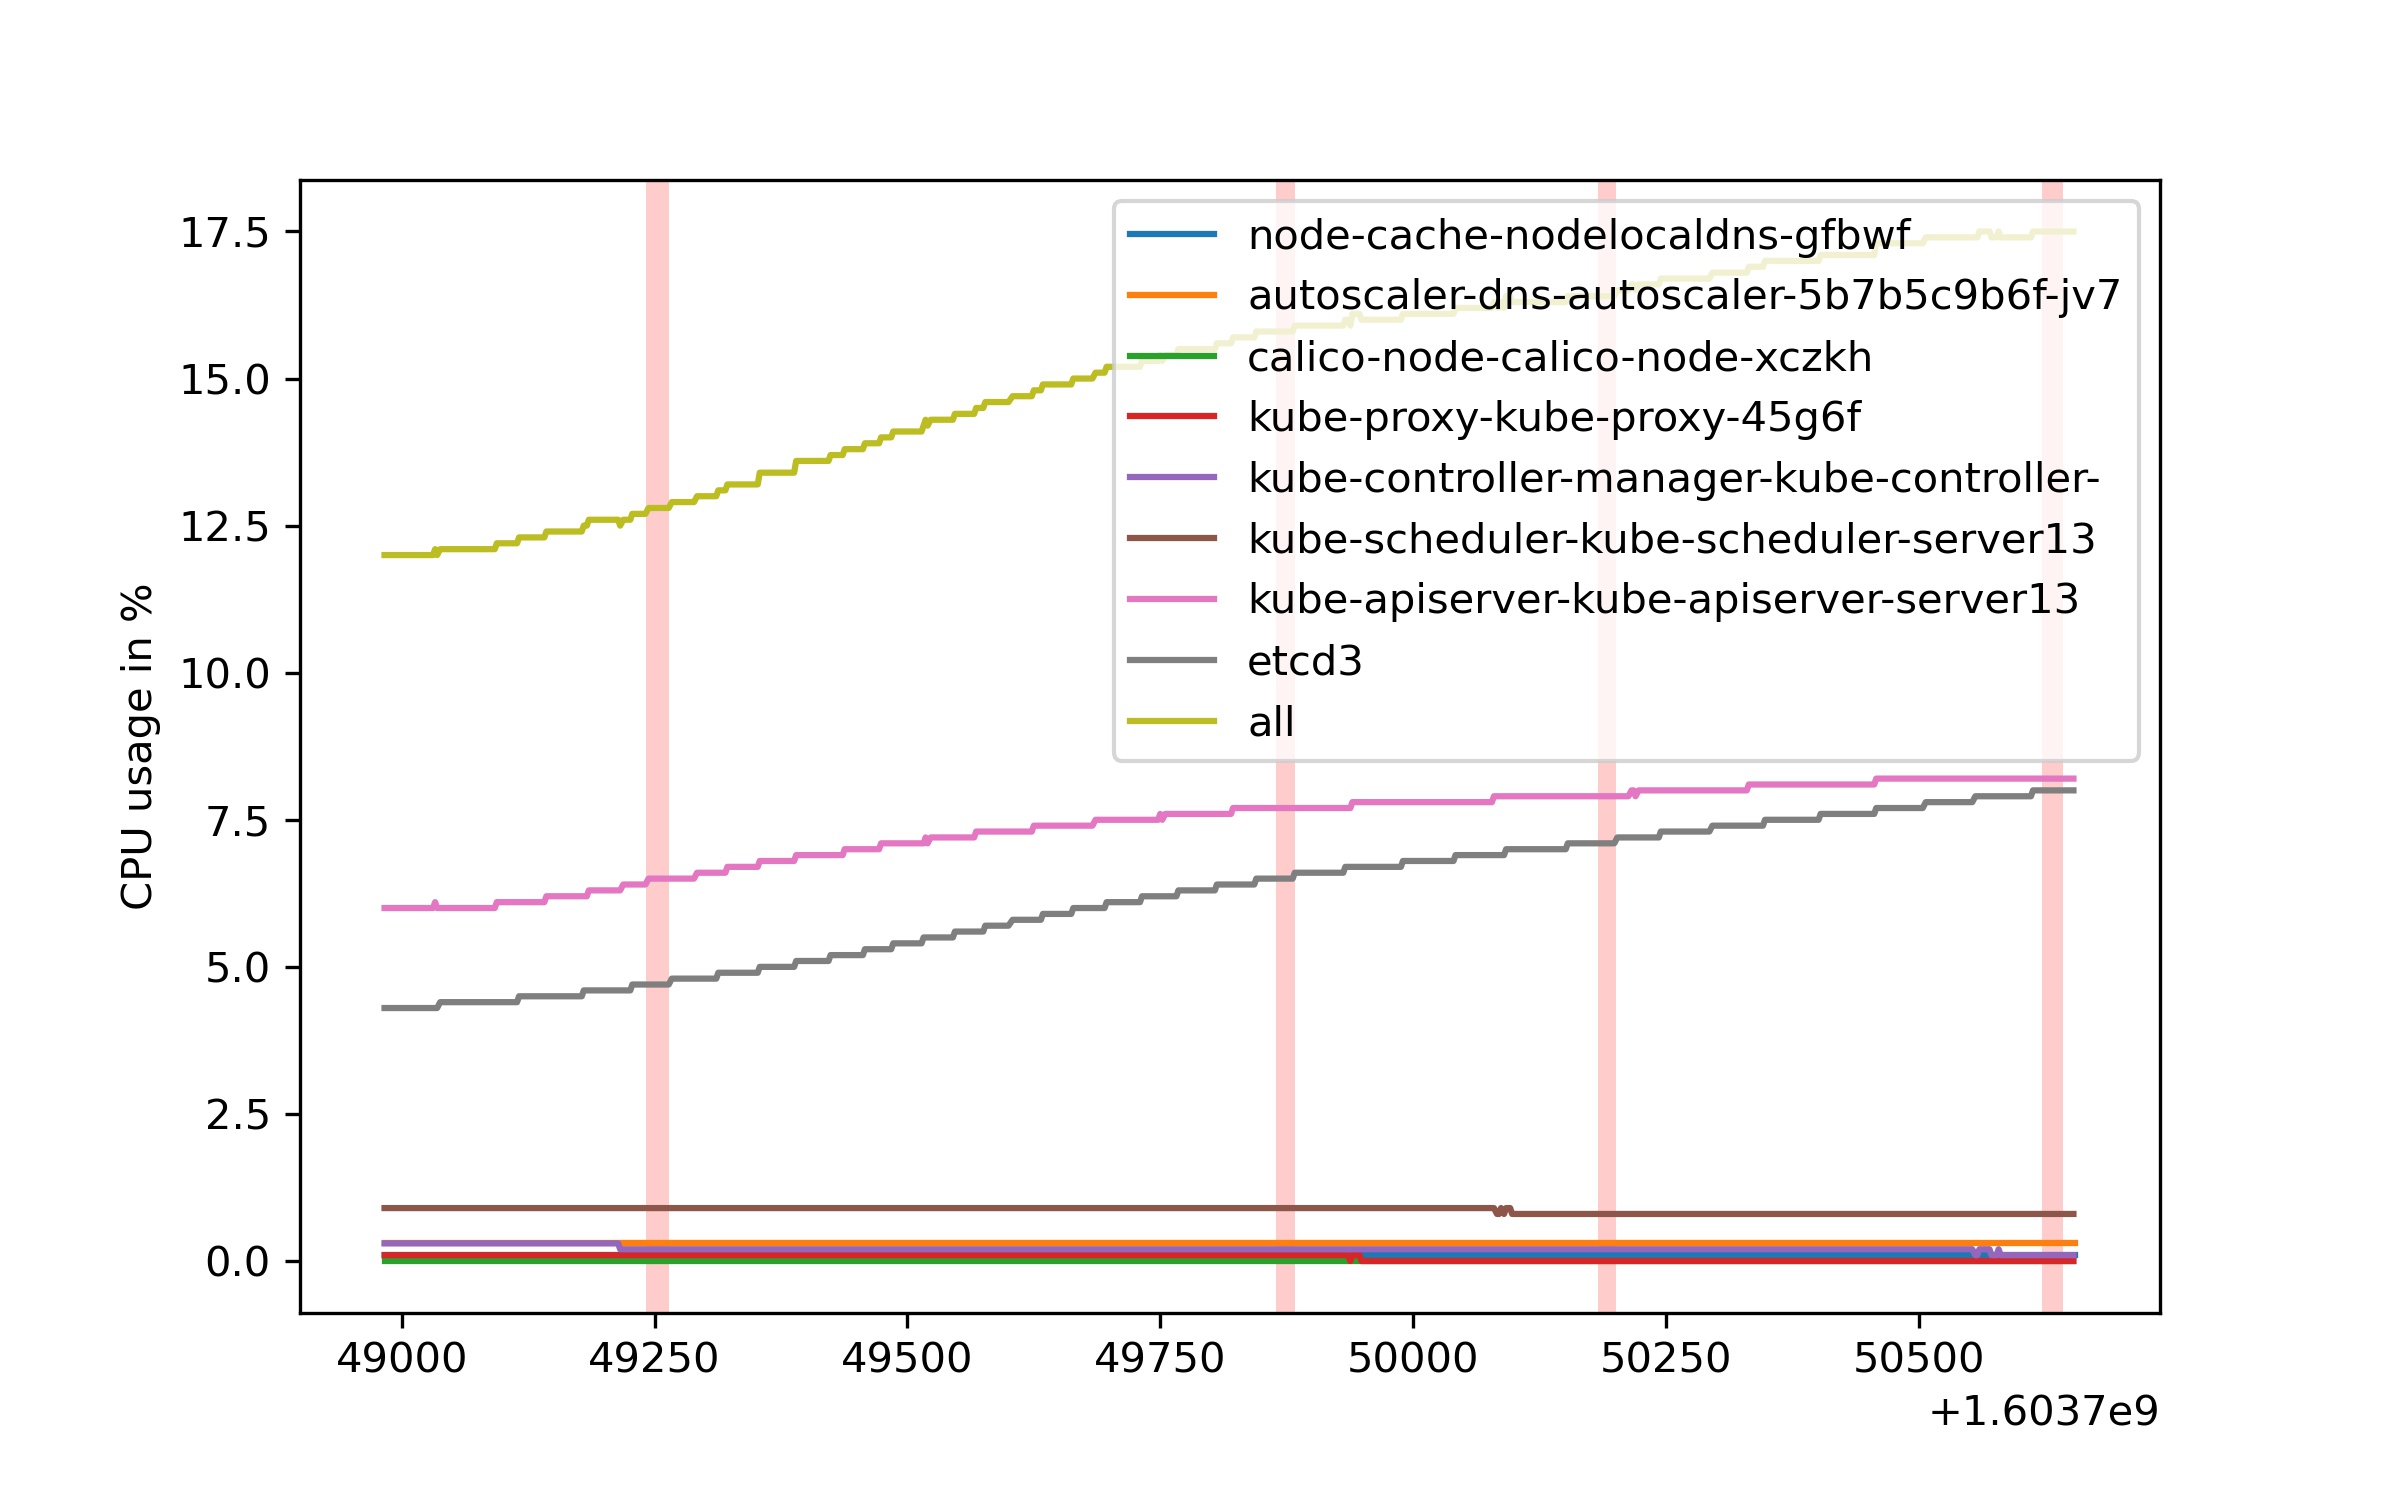 17.5
15.0
12.5
10.0
7.5
5.0
2.5
0.0
CPU usage in %
node-cache-nodelocaldns-gfbwf
autoscaler-dns-autoscaler-5b7b5c9b6f-jv7
calico-node-calico-node-xczkh
kube-proxy-kube-proxy-45g6f
kube-controller-manager-kube-controller-
kube-scheduler-kube-scheduler-server13
kube-apiserver-kube-apiserver-server13
etcd3
all
49000 49250 49500 49750 50000 50250 50500
+1.6037e9